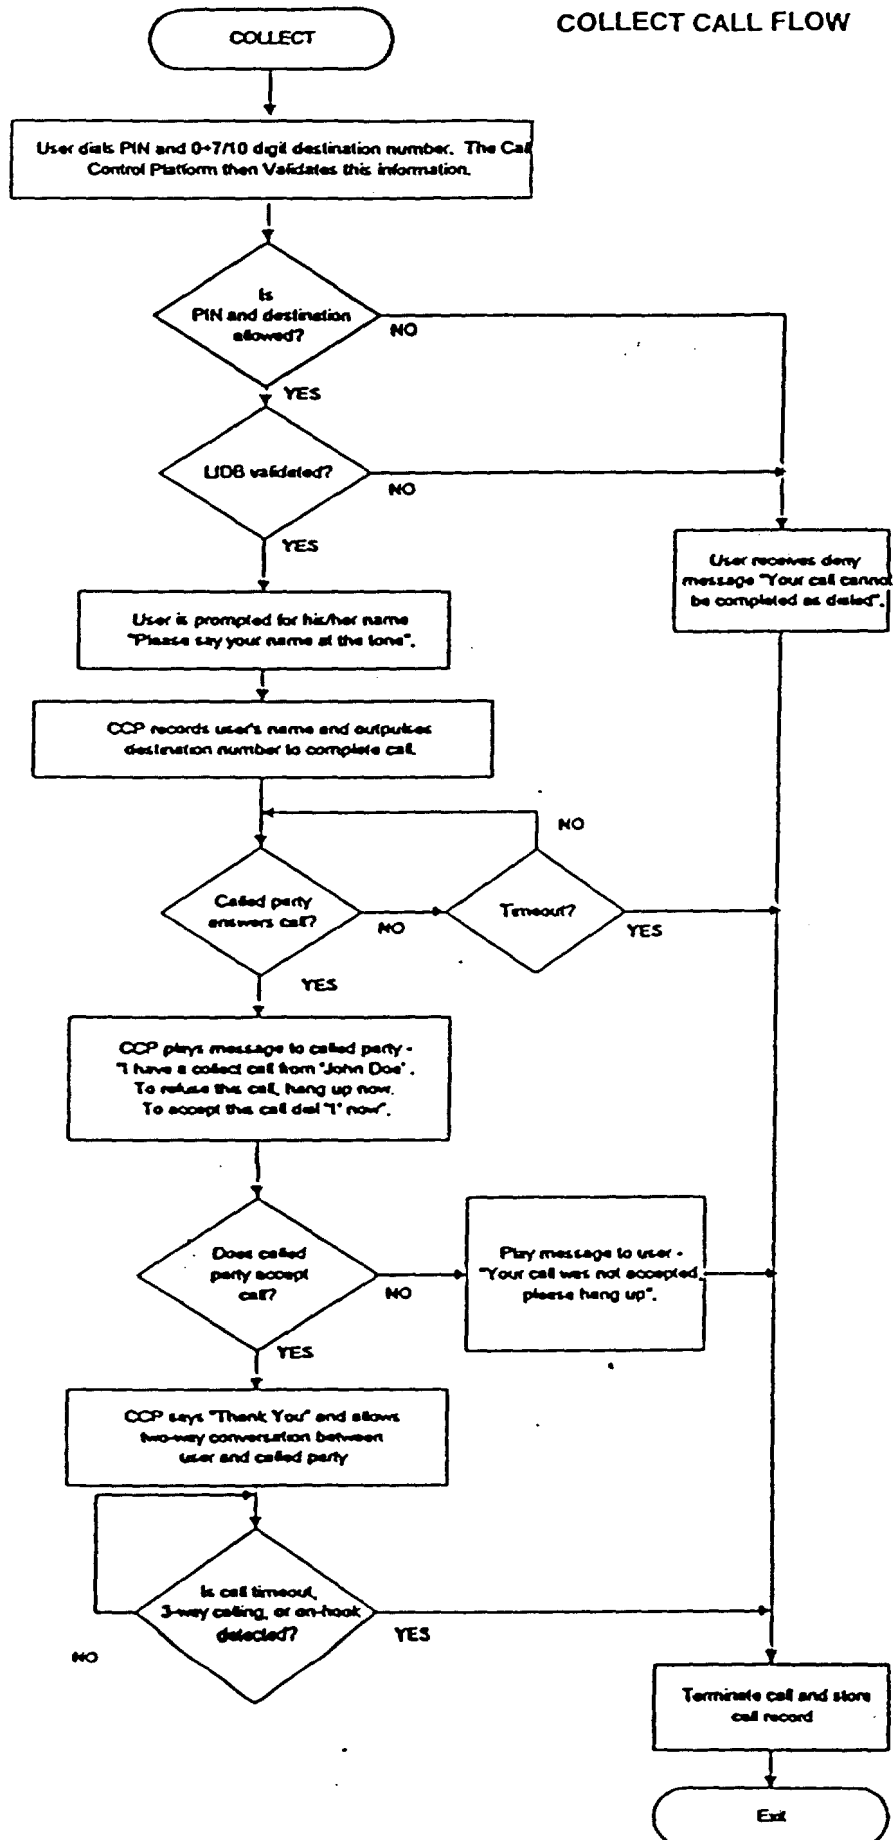 COLLECT CALL FLOW
COLLECT
User dials PIN and 0+7/10 digit destination number. The Call
Control Platform then Validates this information.
Is
PIN and destination
allowed?
NO
YES
LIDB validated?
NO
YES
User receives deny
message "Your call cannot
be completed as dialed".
User is prompted for his/her name
"Please say your name at the tone".
CCP records user's name and outpulses
destination number to complete call.
NO
Called party
answers call?
NO
Timeout?
YES
YES
CCP plays message to called party -
"I have a collect call from 'John Doe'.
To refuse this call, hang up now.
To accept this call dial "1" now".
Does called
party accept
call?
NO
Play message to user -
"Your call was not accepted,
please hang up".
YES
CCP says "Thank You" and allows
two-way conversation between
user and called party
Is call timeout,
3-way calling, or on-hook
detected?
YES
NO
Terminate call and store
call record
Exit